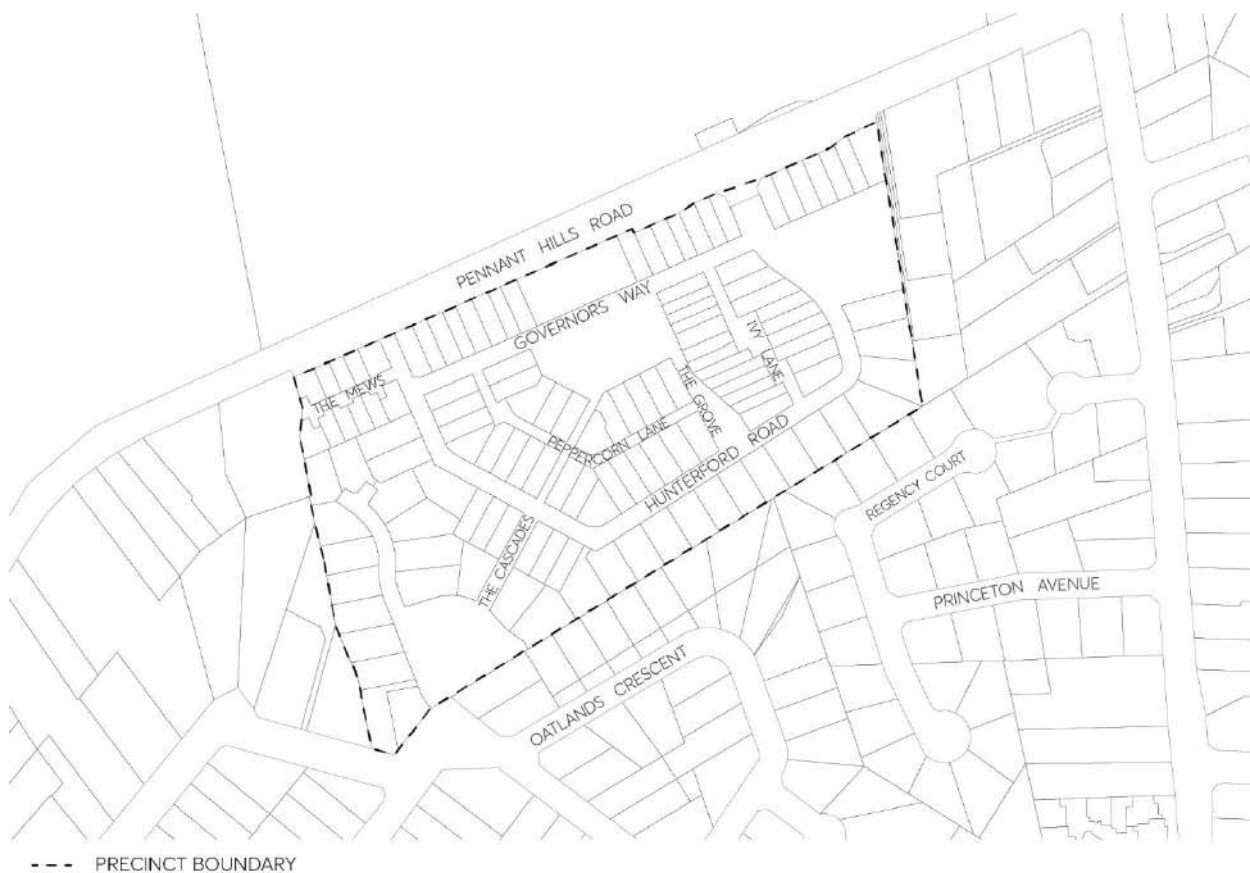 PENNANT HILLS ROAD
GOVERNORS WAY
THE MEWS
IVY LANE
THE GROVE
PEPPERCORN LANE
HUNTERFORD ROAD
THE CASCADES
REGENCY COURT
PRINCETON AVENUE
OATLANDS CRESCENT
PRECINCT BOUNDARY